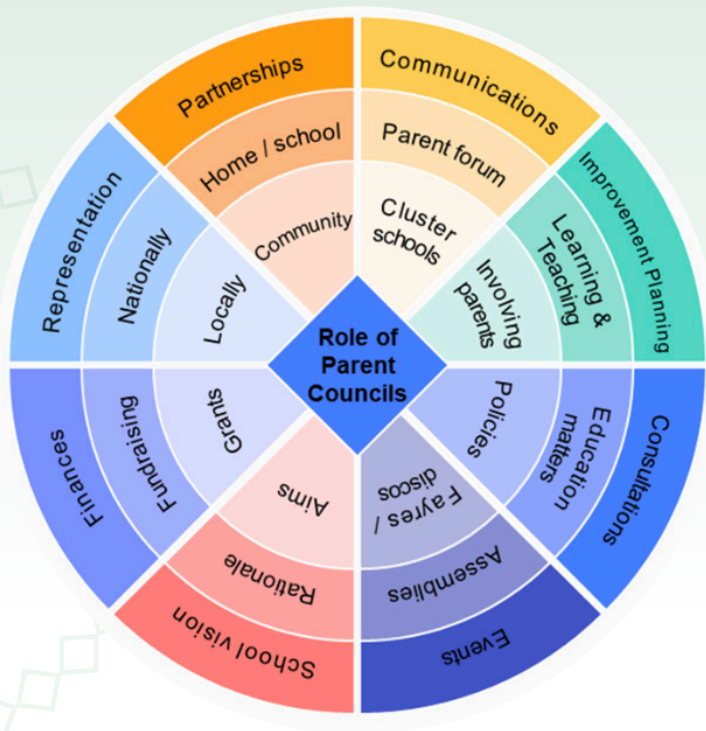 Role of
Parent
Councils
Communications
Parent forum
Cluster
schools
Improvement Planning
Learning &
Teaching
Involving
parents
Consultations
Education
matters
Policies
Events
Assemblies
Fayres /
discos
School vision
Rationale
Aims
Finances
Fundraising
Grants
Representation
Nationally
Locally
Partnerships
Home / school
Community